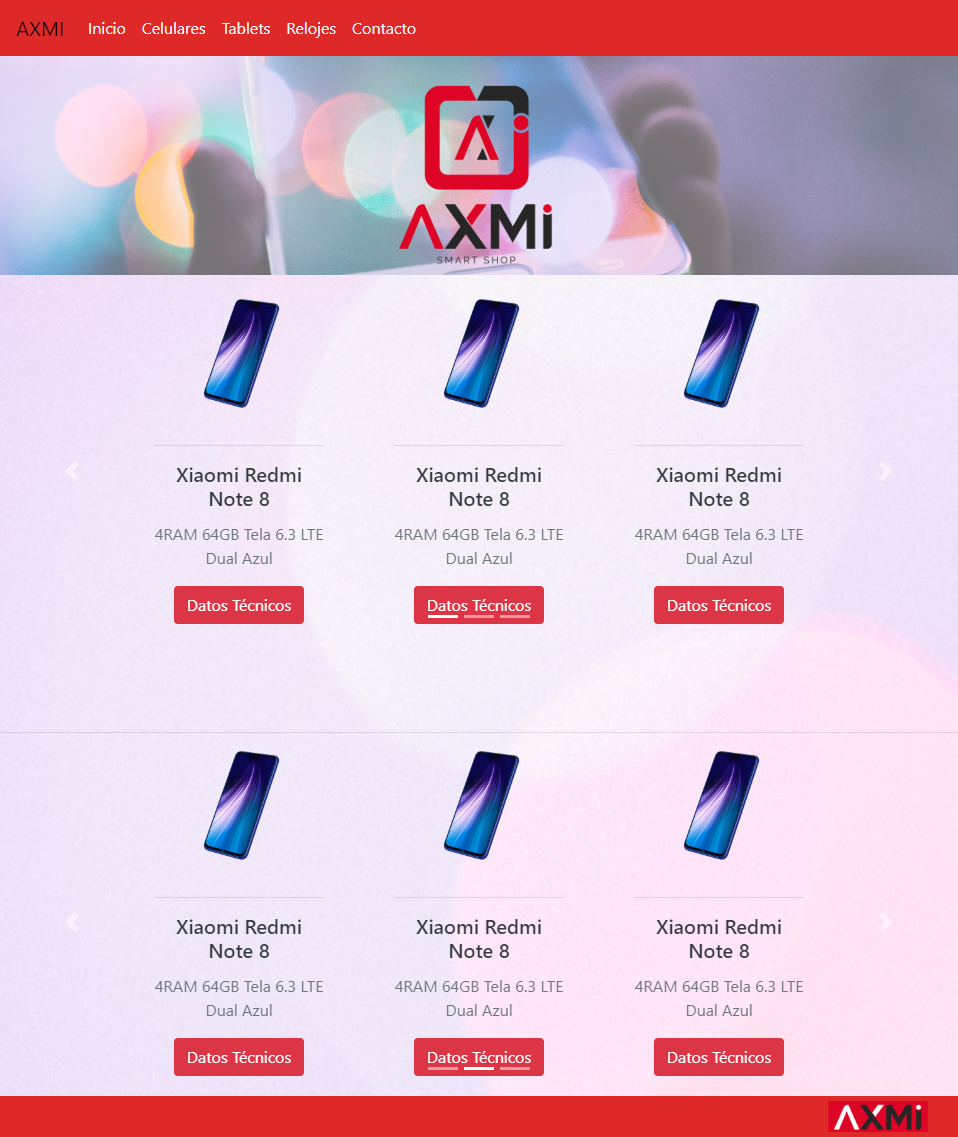 AXMI Inicio Celulares Tablets Relojes Contacto
AXMi
SMART SHOP
Xiaomi Redmi
Note 8
4RAM 64GB Tela 6.3 LTE
Dual Azul
Datos Técnicos
Xiaomi Redmi
Note 8
4RAM 64GB Tela 6.3 LTE
Dual Azul
Datos Técnicos
Xiaomi Redmi
Note 8
4RAM 64GB Tela 6.3 LTE
Dual Azul
Datos Técnicos
Xiaomi Redmi
Note 8
4RAM 64GB Tela 6.3 LTE
Dual Azul
Datos Técnicos
Xiaomi Redmi
Note 8
4RAM 64GB Tela 6.3 LTE
Dual Azul
Datos Técnicos
Xiaomi Redmi
Note 8
4RAM 64GB Tela 6.3 LTE
Dual Azul
Datos Técnicos
AXMi